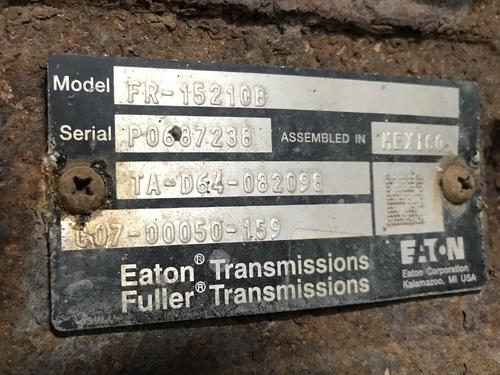 Model FR-15210B
Serial P0687238 ASSEMBLED IN MEXICO
TA-D64-082098
C07-00050-159
Eaton® Transmissions
Fuller® Transmissions
EATON
Eaton Corporation
Kalamazoo, MI USA